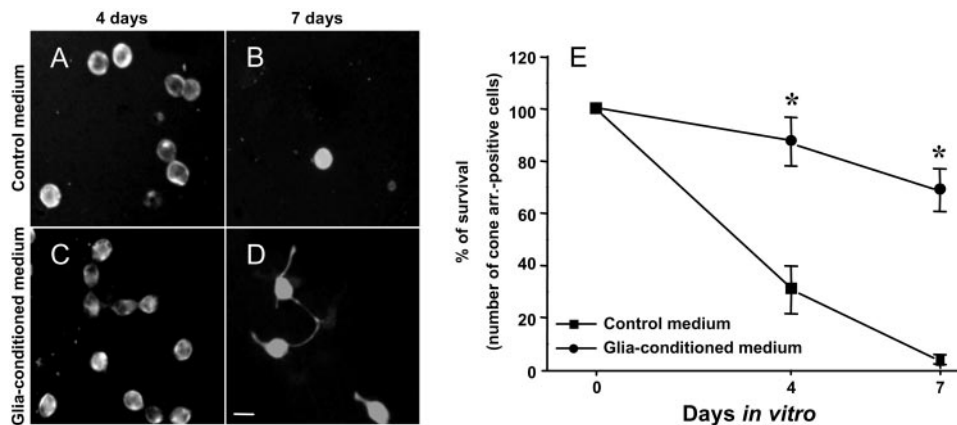 4 days
7 days
Control medium
Glia-conditioned medium
A
B
C
D
E
% of survival
(number of cone arr.-positive cells)
120
100
80
60
40
20
0
*
*
Control medium
Glia-conditioned medium
0
4
7
Days in vitro